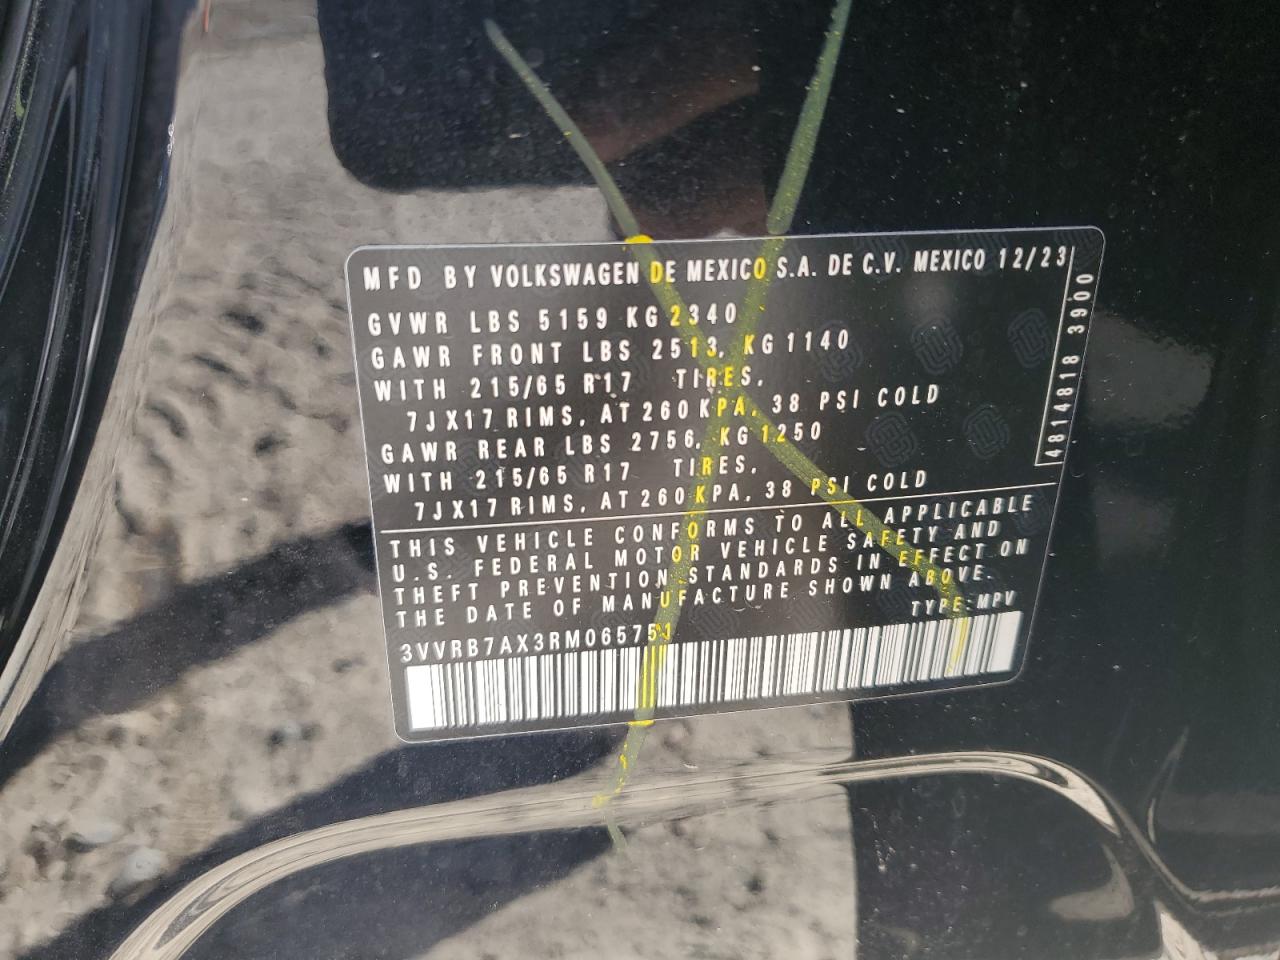 MFD BY VOLKSWAGEN DE MEXICO S.A. DE C.V. MEXICO 12/23
GVWR LBS 5159 KG 2340
GAWR FRONT LBS 2513, KG 1140
WITH 215/65 R17 TIRES,
7JX17 RIMS, AT 260 KPA, 38 PSI COLD
GAWR REAR LBS 2756, KG 1250
WITH 215/65 R17 TIRES,
7JX17 RIMS, AT 260 KPA, 38 PSI COLD
4814818 3900
THIS VEHICLE CONFORMS TO ALL APPLICABLE
U.S. FEDERAL MOTOR VEHICLE SAFETY AND
THEFT PREVENTION STANDARDS IN EFFECT ON
THE DATE OF MANUFACTURE SHOWN ABOVE.
TYPE: MPV
3VVRB7AX3RM065751